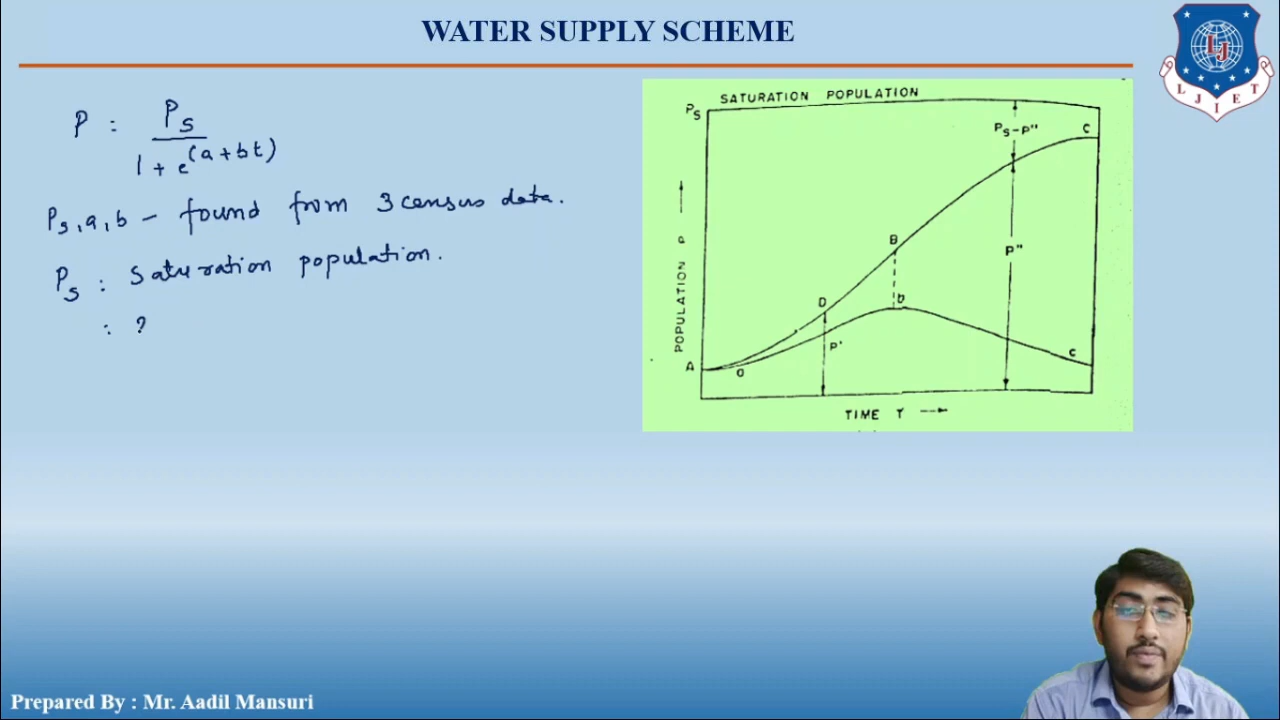 WATER SUPPLY SCHEME
LJIET
P : Ps
1 + e(a + bt)
Ps, a, b - found from 3 census data.
Ps : Saturation population.
: ?
Ps
SATURATION POPULATION
Ps-P"
C
B
P"
POPULATION P
D
b
P'
A
a
c
TIME T
Prepared By : Mr. Aadil Mansuri